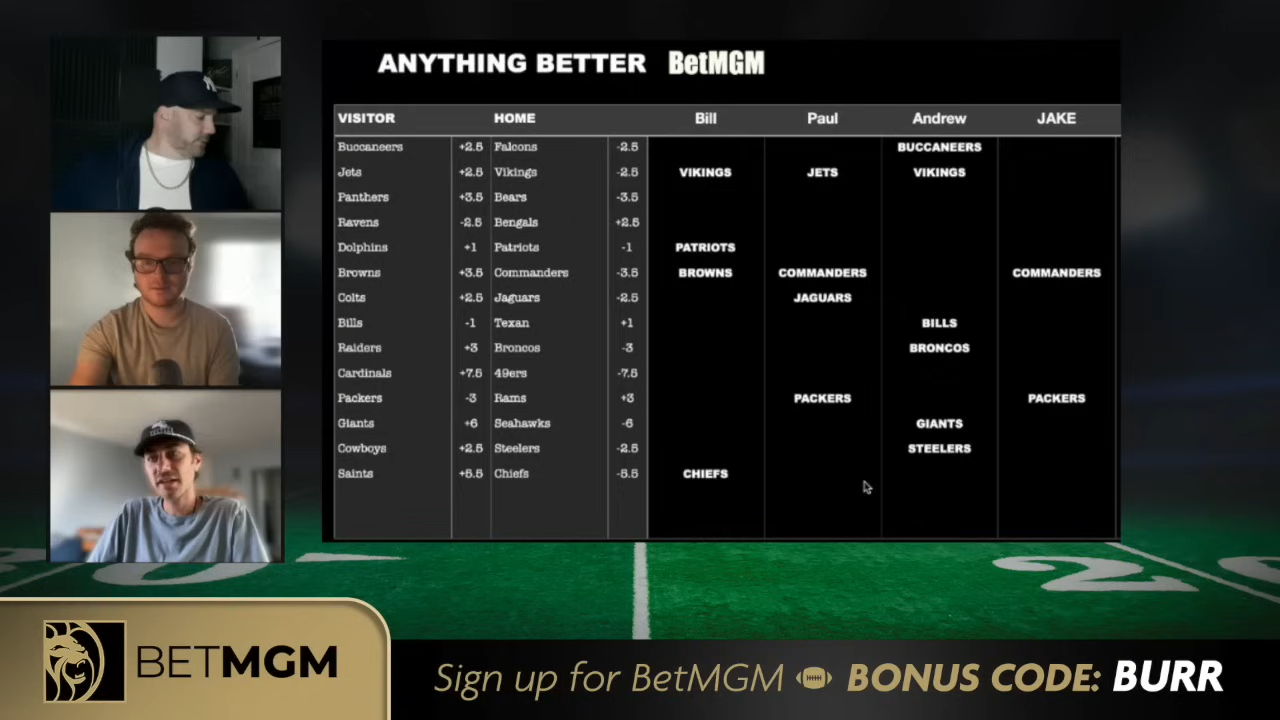 ANYTHING BETTER BetMGM
VISITOR HOME Bill Paul Andrew JAKE
Buccaneers +2.5 Falcons -2.5 BUCCANEERS
Jets +2.5 Vikings -2.5 VIKINGS JETS VIKINGS
Panthers +3.5 Bears -3.5
Ravens -2.5 Bengals +2.5
Dolphins +1 Patriots -1 PATRIOTS
Browns +3.5 Commanders -3.5 BROWNS COMMANDERS COMMANDERS
Colts +2.5 Jaguars -2.5 JAGUARS
Bills -1 Texan +1 BILLS
Raiders +3 Broncos -3 BRONCOS
Cardinals +7.5 49ers -7.5
Packers -3 Rams +3 PACKERS PACKERS
Giants +6 Seahawks -6 GIANTS
Cowboys +2.5 Steelers -2.5 STEELERS
Saints +5.5 Chiefs -5.5 CHIEFS
BETMGM
Sign up for BetMGM BONUS CODE: BURR